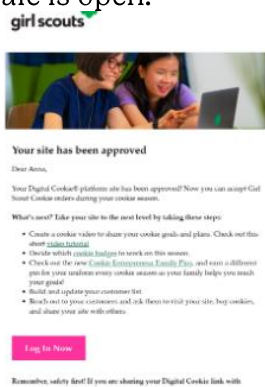 ale is open.
girl scouts
Your site has been approved
Dear Anna,
Your Digital Cookie® platform site has been approved! Now you can accept Girl
Scout Cookie orders during your cookie season.
What's next? Take your site to the next level by taking these steps:
Create a cookie video to share your cookie goals and plans. Check out this
short video tutorial
Decide which cookie badges to work on this season.
Check out the new Cookie Entrepreneur Family Pins, and earn a different
pin for your uniform every cookie season as your family helps you reach
your goals!
Build and update your customer list.
Reach out to your customers and ask them to visit your site, buy cookies,
and share your site with others.
Log In Now
Remember, safety first! If you are sharing your Digital Cookie link with